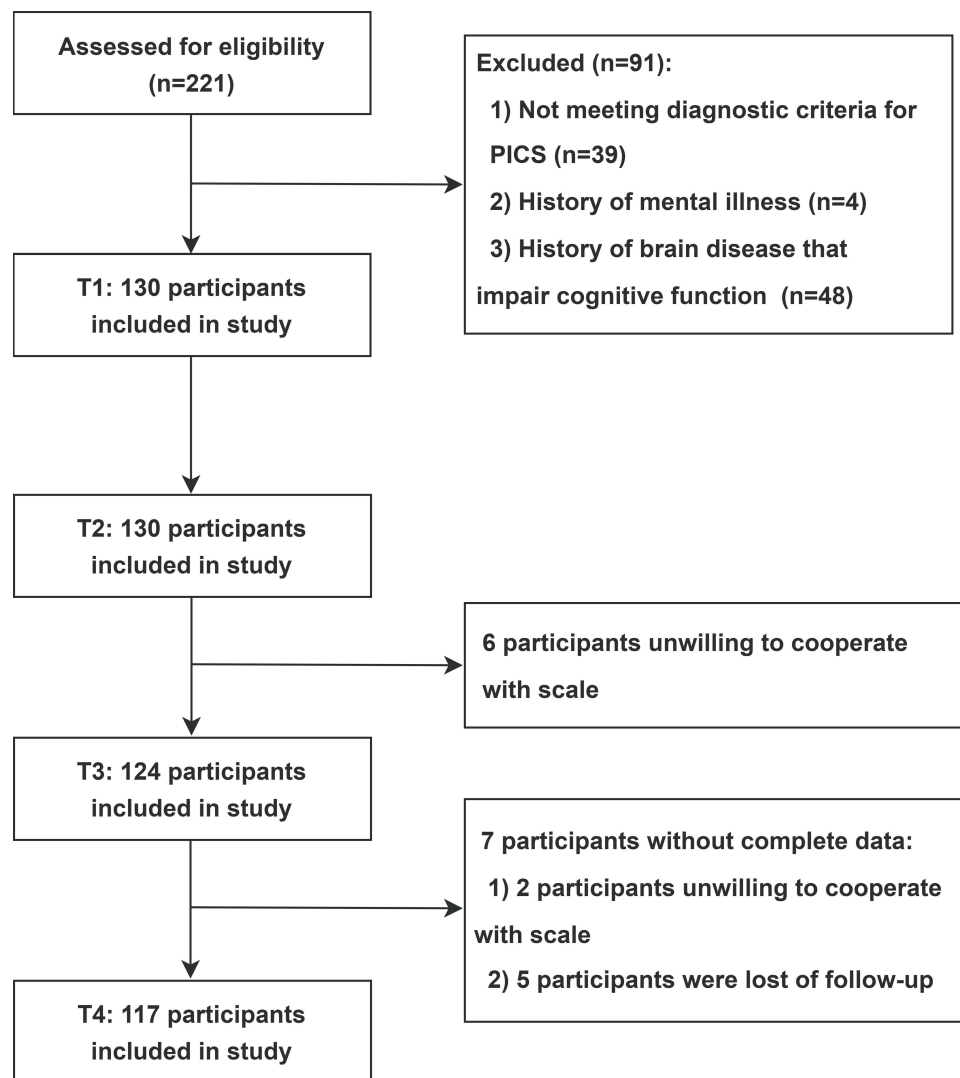 Assessed for eligibility
(n=221)
Excluded (n=91):
1) Not meeting diagnostic criteria for
PICS (n=39)
2) History of mental illness (n=4)
3) History of brain disease that
impair cognitive function (n=48)
T1: 130 participants
included in study
T2: 130 participants
included in study
6 participants unwilling to cooperate
with scale
T3: 124 participants
included in study
7 participants without complete data:
1) 2 participants unwilling to cooperate
with scale
2) 5 participants were lost of follow-up
T4: 117 participants
included in study